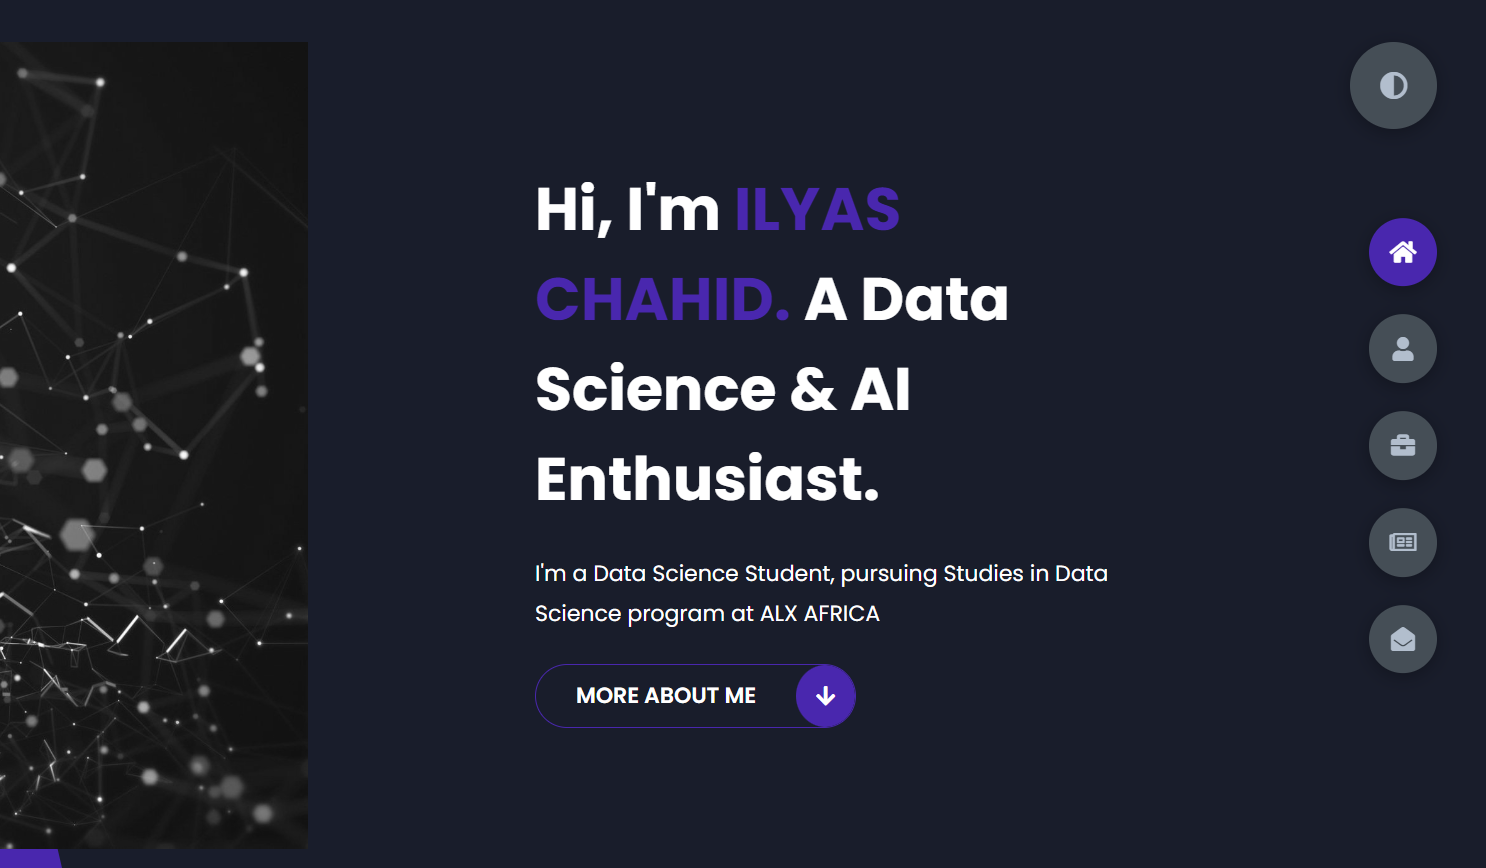 Hi, I'm ILYAS
CHAHID. A Data
Science & AI
Enthusiast.
I'm a Data Science Student, pursuing Studies in Data
Science program at ALX AFRICA
MORE ABOUT ME